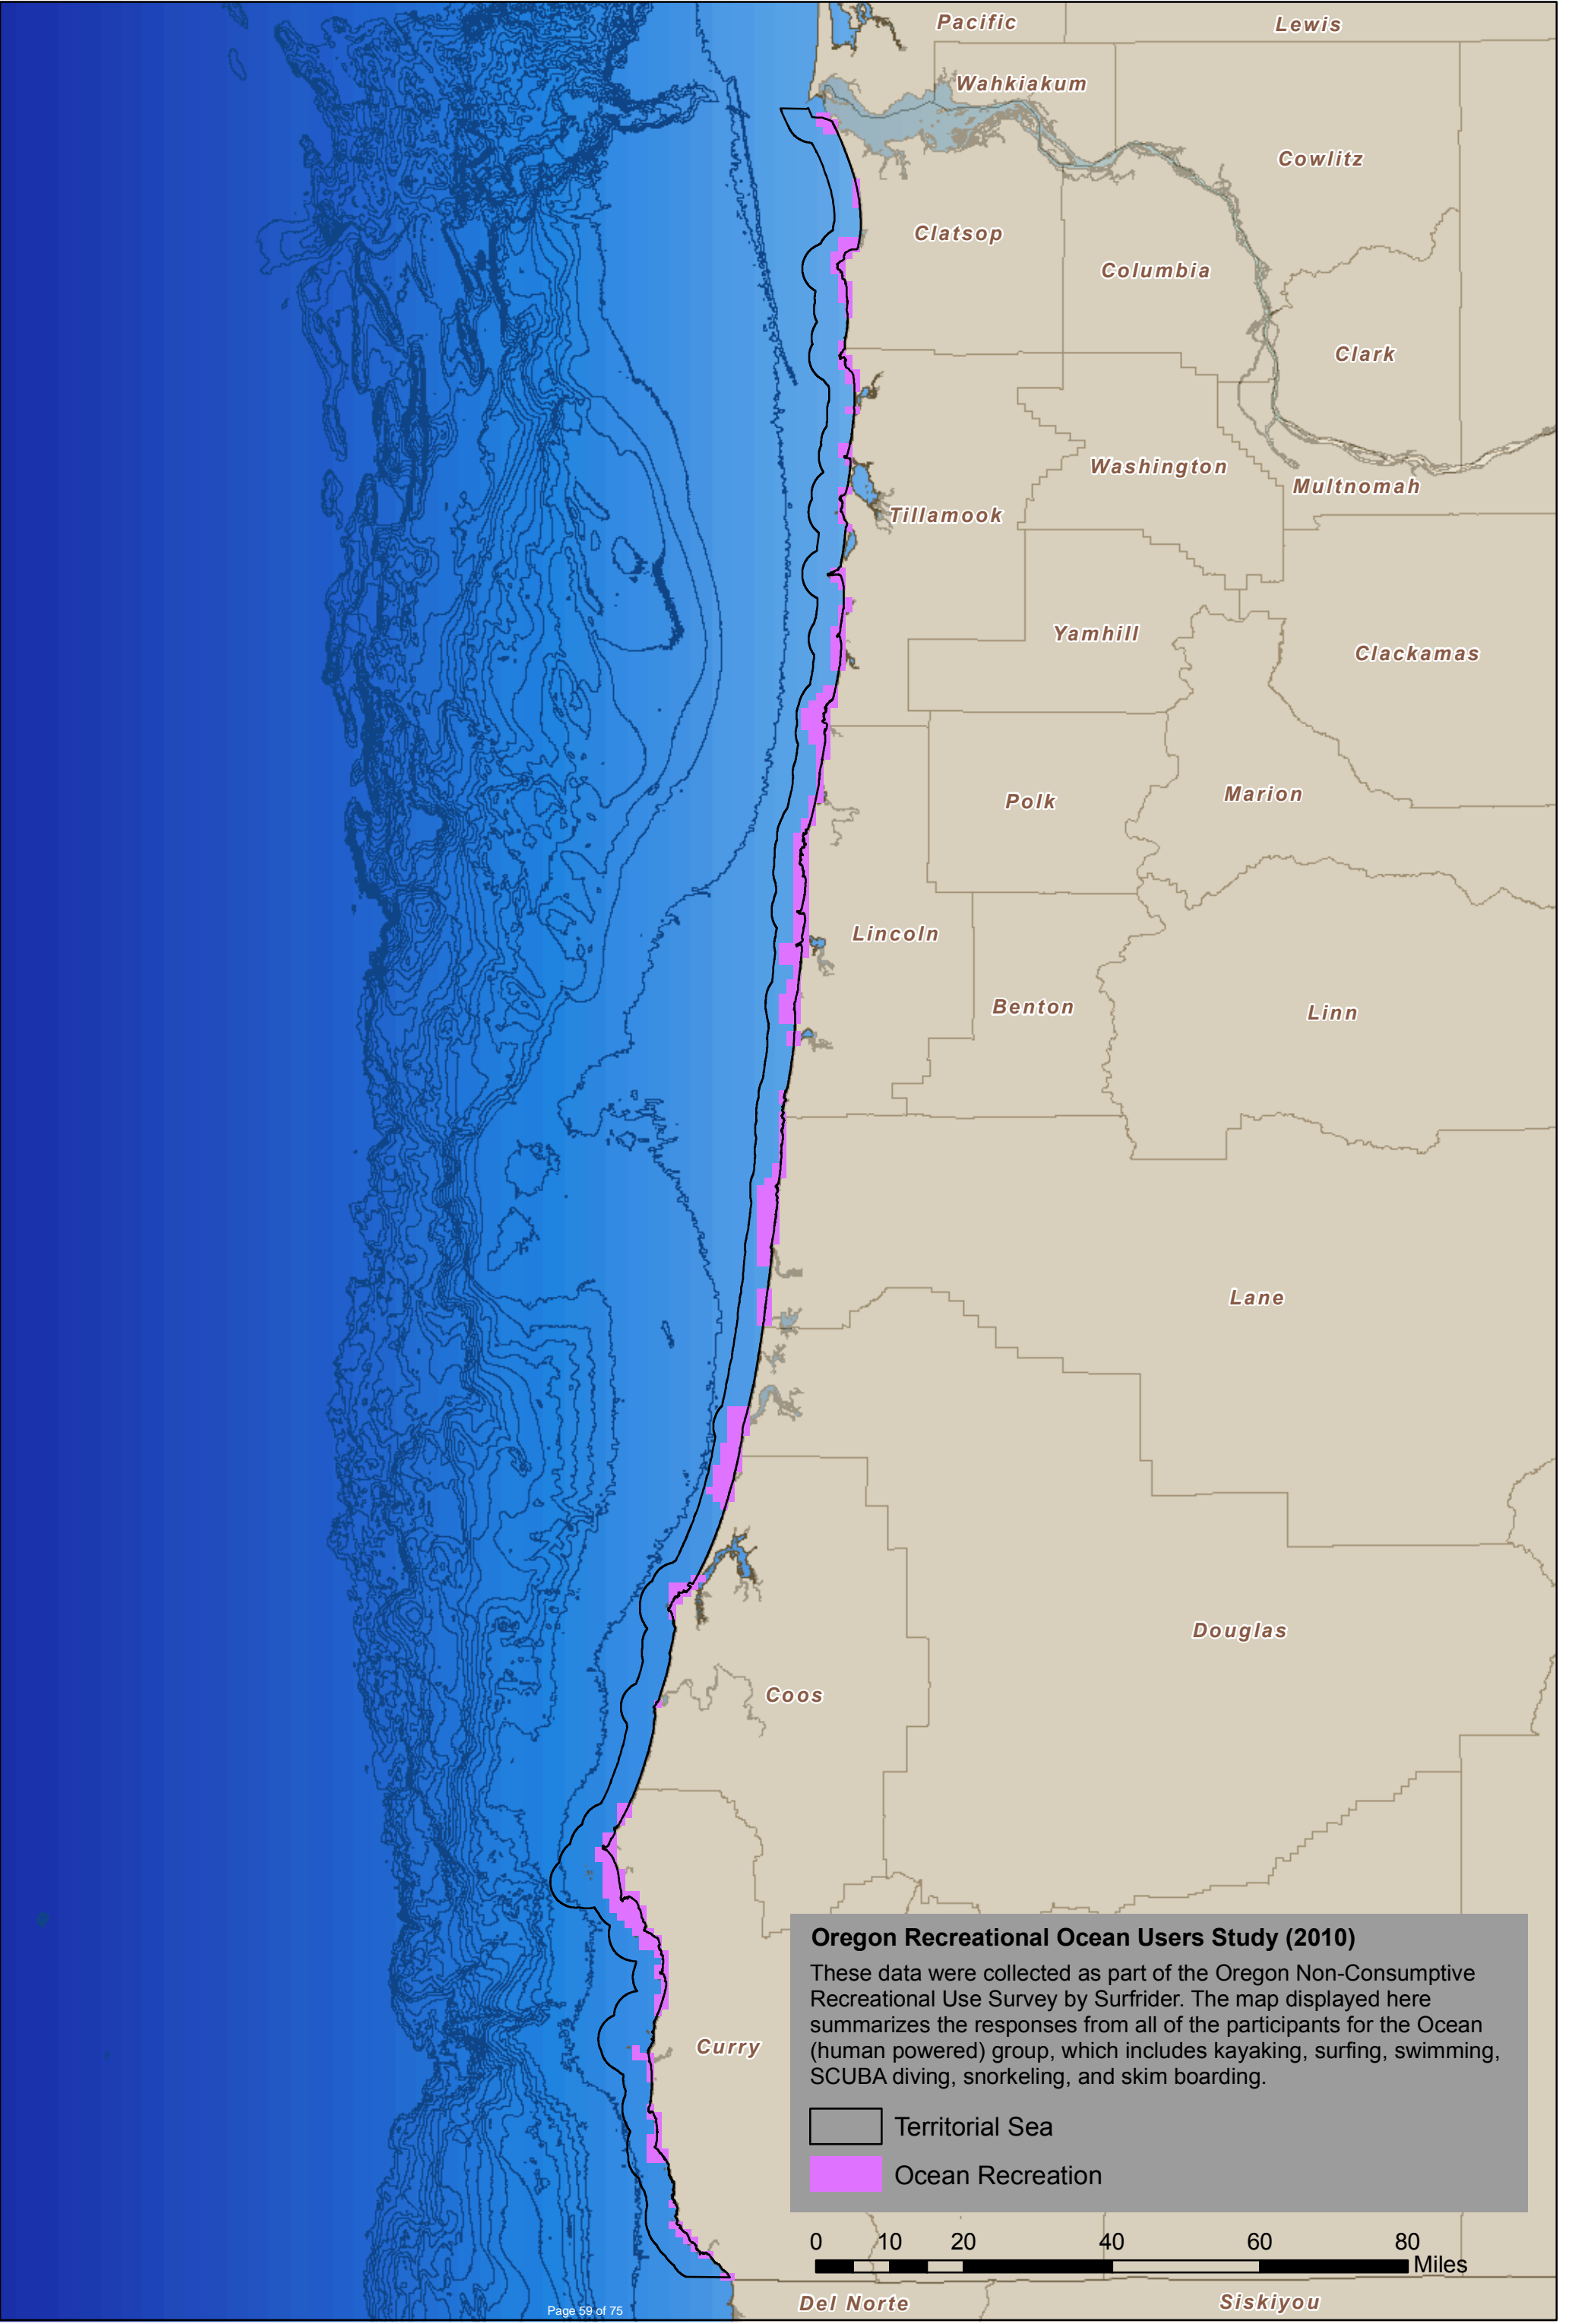 Pacific
Lewis
Wahkiakum
Cowlitz
Clatsop
Columbia
Clark
Washington
Multnomah
Tillamook
Yamhill
Clackamas
Polk
Marion
Lincoln
Benton
Linn
Lane
Douglas
Coos
Curry
Oregon Recreational Ocean Users Study (2010)
These data were collected as part of the Oregon Non-Consumptive
Recreational Use Survey by Surfrider. The map displayed here
summarizes the responses from all of the participants for the Ocean
(human powered) group, which includes kayaking, surfing, swimming,
SCUBA diving, snorkeling, and skim boarding.
Territorial Sea
Ocean Recreation
0 10 20 40 60 80
Miles
Del Norte
Siskiyou
Page 59 of 75